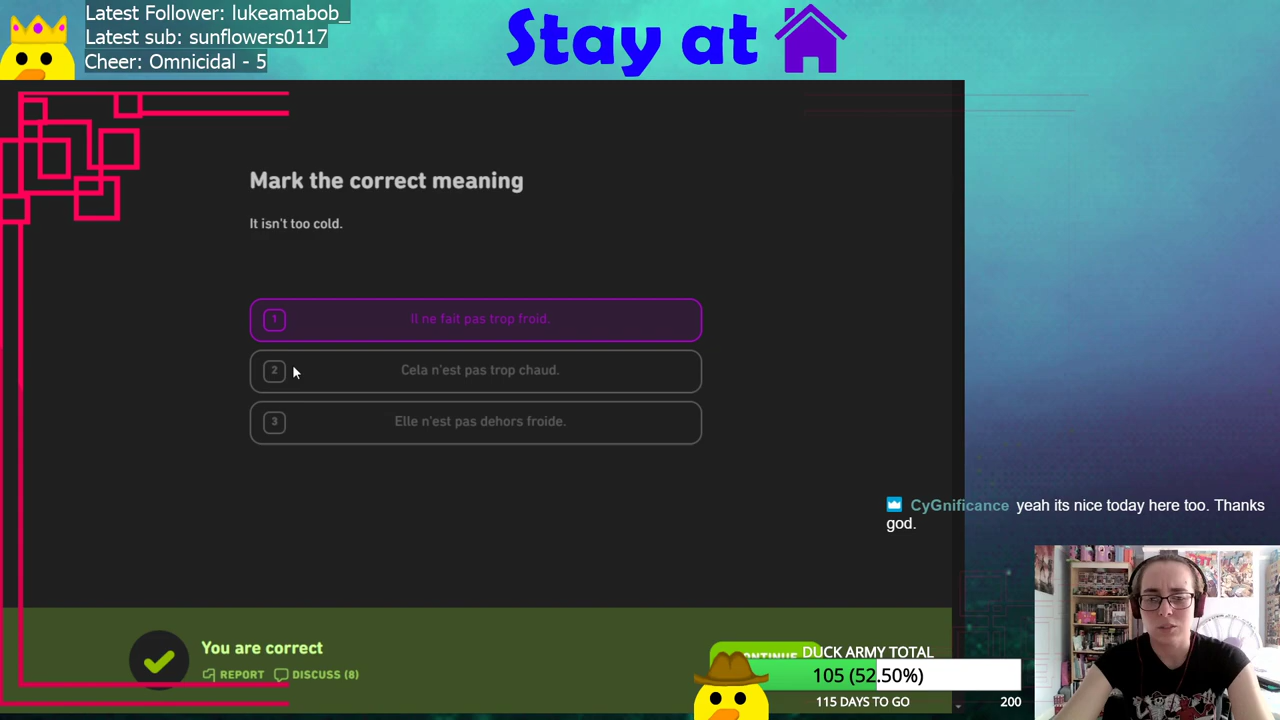 Latest Follower: lukeamabob_
Latest sub: sunflowers0117
Cheer: Omnicidal - 5
Stay at
Mark the correct meaning
It isn't too cold.
1 Il ne fait pas trop froid.
2 Cela n'est pas trop chaud.
3 Elle n'est pas dehors froide.
CyGnificance yeah its nice today here too. Thanks
god.
You are correct
REPORT DISCUSS (8)
CONTINUE
DUCK ARMY TOTAL
105 (52.50%)
115 DAYS TO GO 200